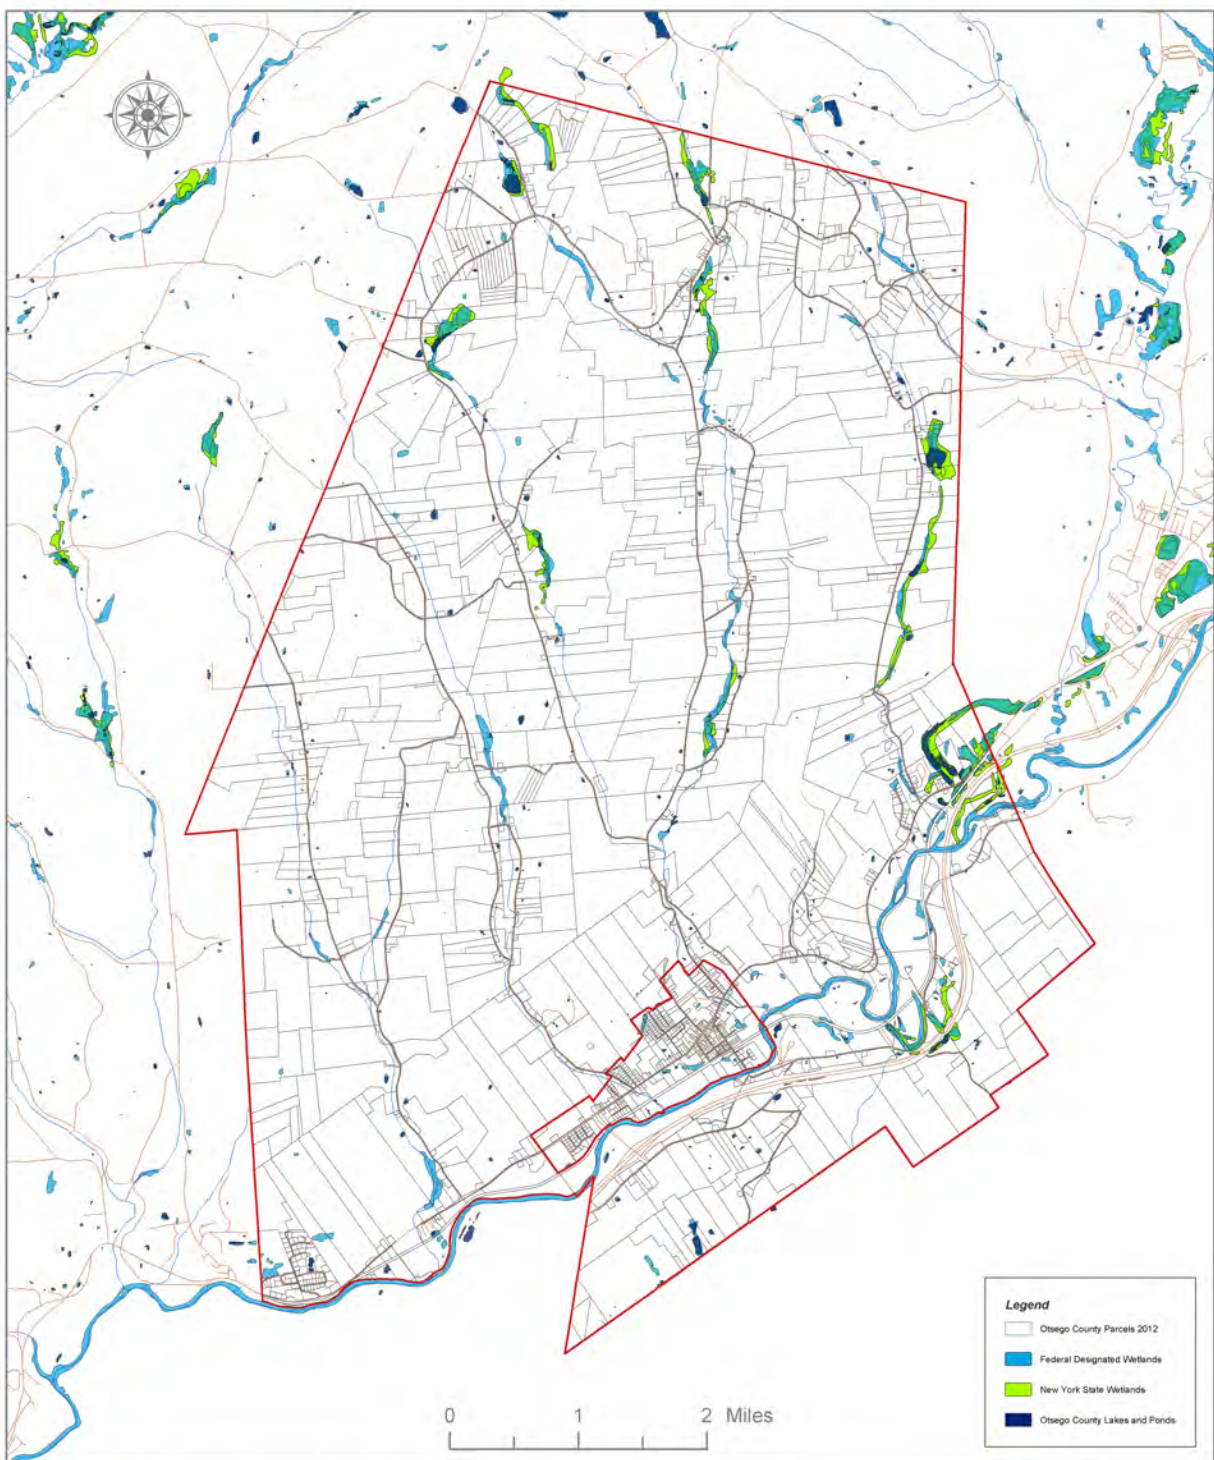 Legend
Otsego County Parcels 2012
Federal Designated Wetlands
New York State Wetlands
Otsego County Lakes and Ponds
0 1 2 Miles